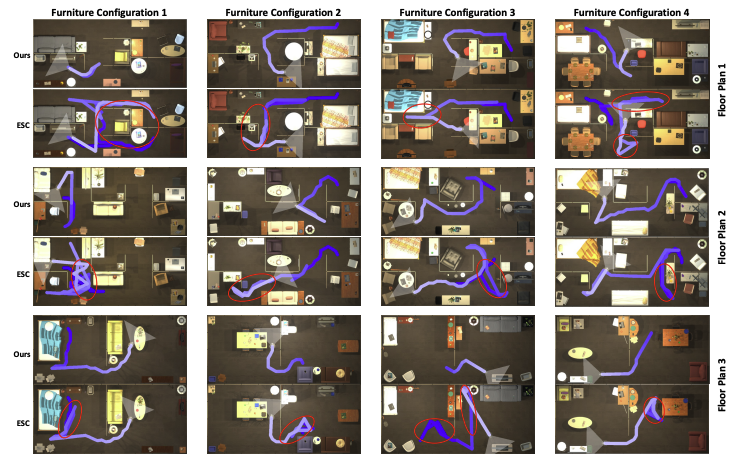 Furniture Configuration 1 Furniture Configuration 2 Furniture Configuration 3 Furniture Configuration 4
Ours
ESC
Floor Plan 1
Ours
ESC
Floor Plan 2
Ours
ESC
Floor Plan 3